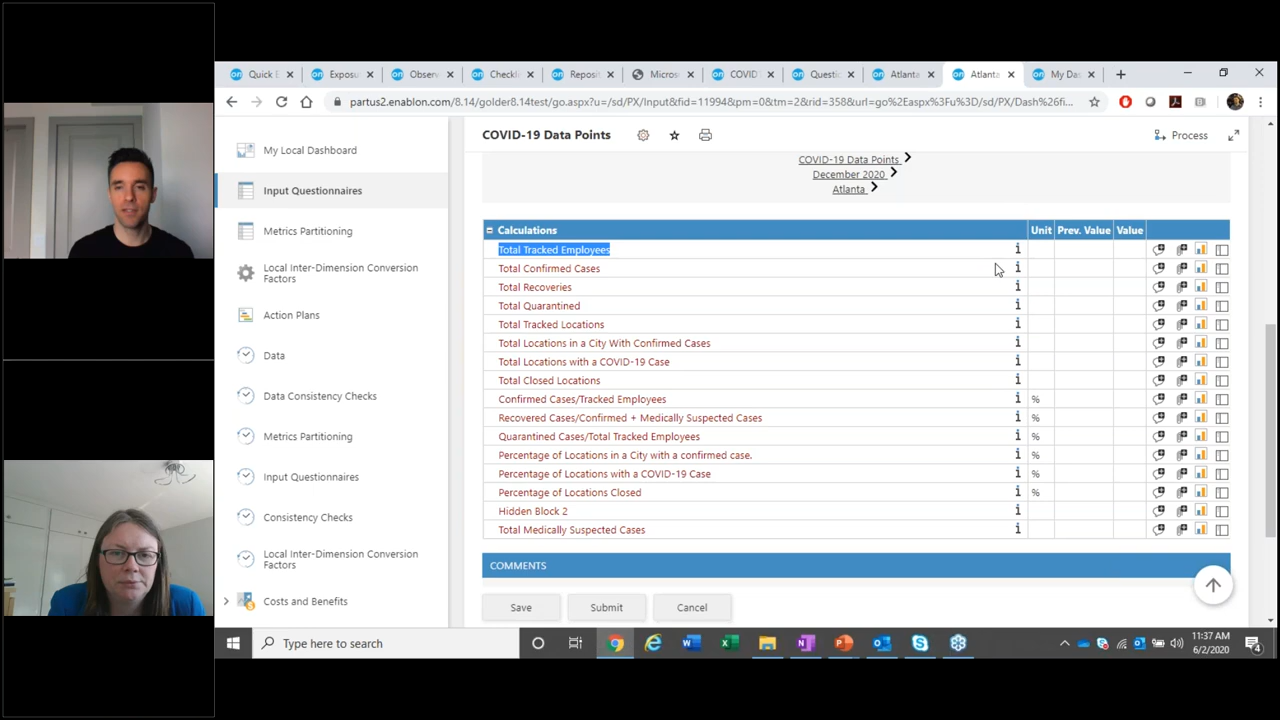 Quick E
Expos
Observ
Checkli
Reposit
Micros
COVID
Questi
Atlanta
Atlanta
My Das
partus2.enablon.com/8.14/golder8.14test/go.aspx?u=/sd/PX/Input&fid=11994&pm=0&tm=2&rid=358&url=go%2Easpx%3Fu%3D/sd/PX/Dash%26fi...
My Local Dashboard
Input Questionnaires
Metrics Partitioning
Local Inter-Dimension Conversion
Factors
Action Plans
Data
Data Consistency Checks
Metrics Partitioning
Input Questionnaires
Consistency Checks
Local Inter-Dimension Conversion
Factors
Costs and Benefits
COVID-19 Data Points
Process
COVID-19 Data Points
December 2020
Atlanta
Calculations Unit Prev. Value Value
Total Tracked Employees
Total Confirmed Cases
Total Recoveries
Total Quarantined
Total Tracked Locations
Total Locations in a City With Confirmed Cases
Total Locations with a COVID-19 Case
Total Closed Locations
Confirmed Cases/Tracked Employees %
Recovered Cases/Confirmed + Medically Suspected Cases %
Quarantined Cases/Total Tracked Employees %
Percentage of Locations in a City with a confirmed case. %
Percentage of Locations with a COVID-19 Case %
Percentage of Locations Closed %
Hidden Block 2
Total Medically Suspected Cases
COMMENTS
Save Submit Cancel
Type here to search
11:37 AM
6/2/2020
4